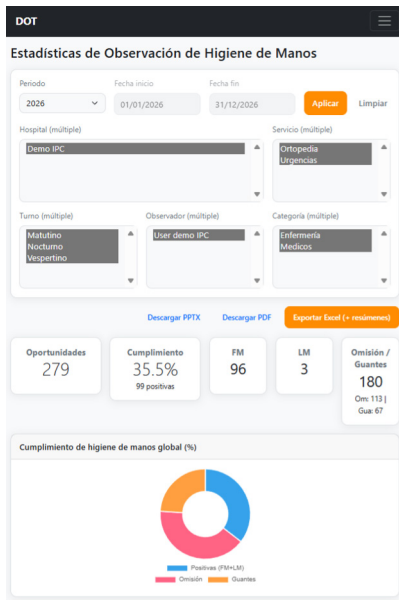 DOT
Estadísticas de Observación de Higiene de Manos
Periodo Fecha inicio Fecha fin
2026 01/01/2026 31/12/2026 Aplicar Limpiar
Hospital (múltiple) Servicio (múltiple)
Demo IPC Ortopedia
Urgencias
Turno (múltiple) Observador (múltiple) Categoría (múltiple)
Matutino User demo IPC Enfermería
Nocturno Medicos
Vespertino
Descargar PPTX Descargar PDF Exportar Excel (+ resúmenes)
Oportunidades Cumplimiento FM LM Omisión /
Guantes
279 35.5% 96 3 180
99 positivas Om: 113 |
Gua: 67
Cumplimiento de higiene de manos global (%)
Positivas (FM+LM)
Omisión Guantes